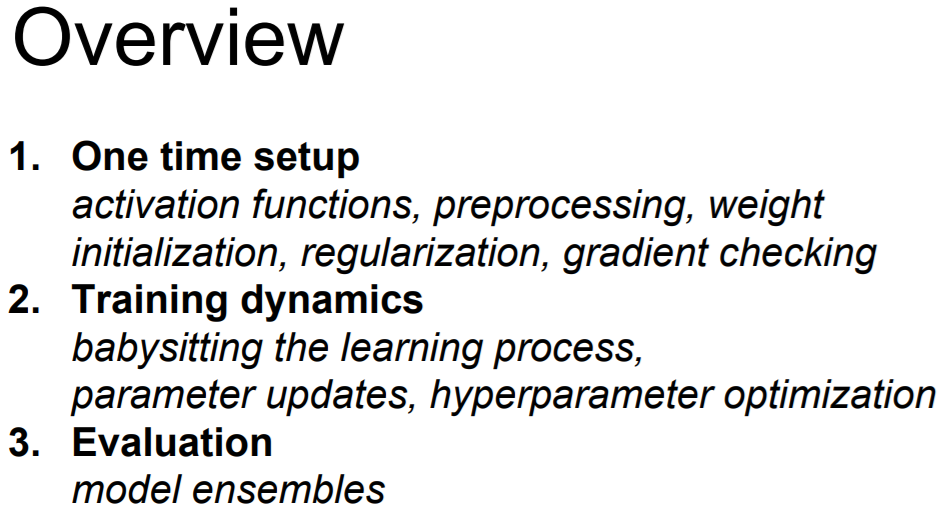 Overview
1. One time setup
activation functions, preprocessing, weight
initialization, regularization, gradient checking
2. Training dynamics
babysitting the learning process,
parameter updates, hyperparameter optimization
3. Evaluation
model ensembles